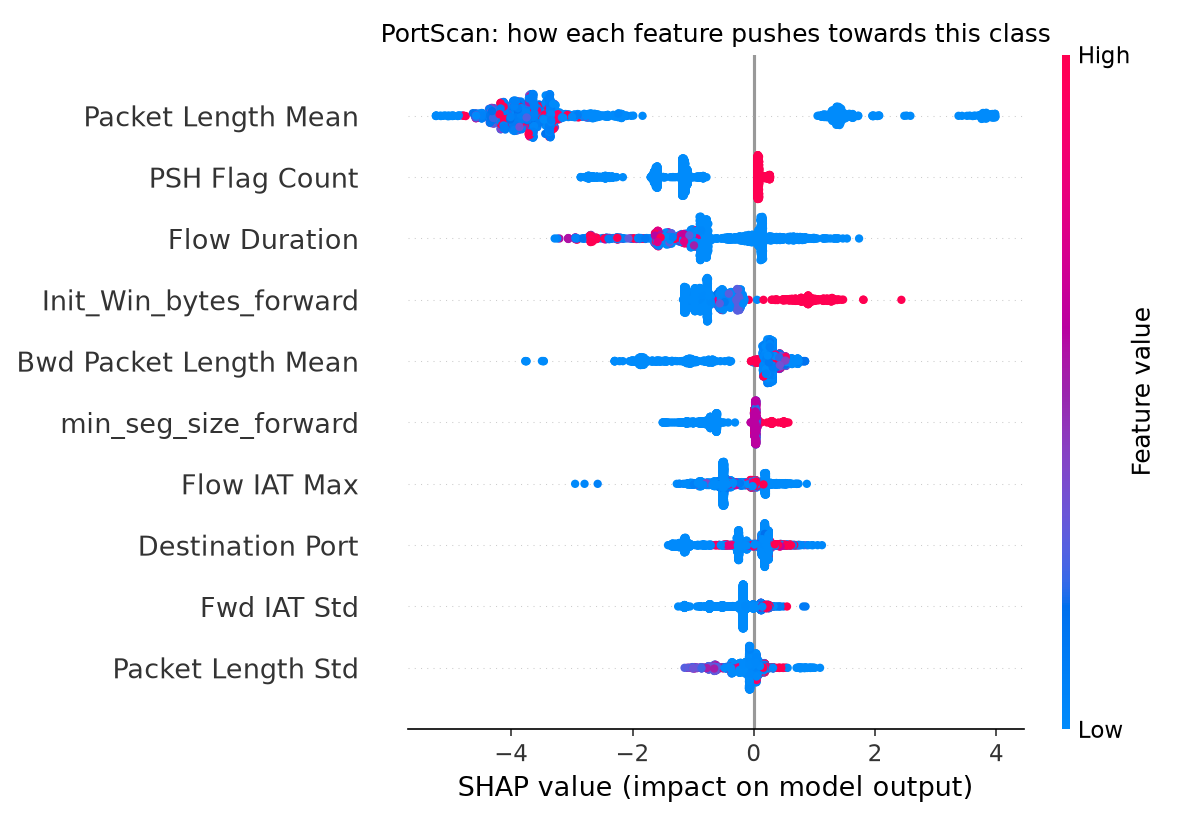 PortScan: how each feature pushes towards this class
High
Packet Length Mean
PSH Flag Count
Flow Duration
Init_Win_bytes_forward
Bwd Packet Length Mean
min_seg_size_forward
Flow IAT Max
Destination Port
Fwd IAT Std
Packet Length Std
Feature value
Low
−4 −2 0 2 4
SHAP value (impact on model output)